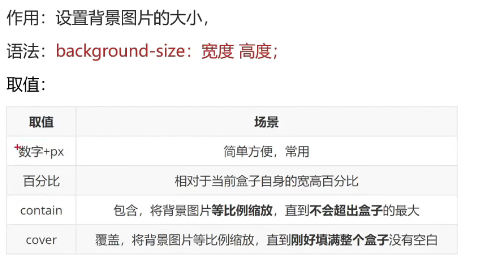 作用：设置背景图片的大小，
语法：background-size：宽度 高度；
取值：
取值 场景
数字+px 简单方便，常用
百分比 相对于当前盒子自身的宽高百分比
contain 包含，将背景图片等比例缩放，直到不会超出盒子的最大
cover 覆盖，将背景图片等比例缩放，直到刚好填满整个盒子没有空白